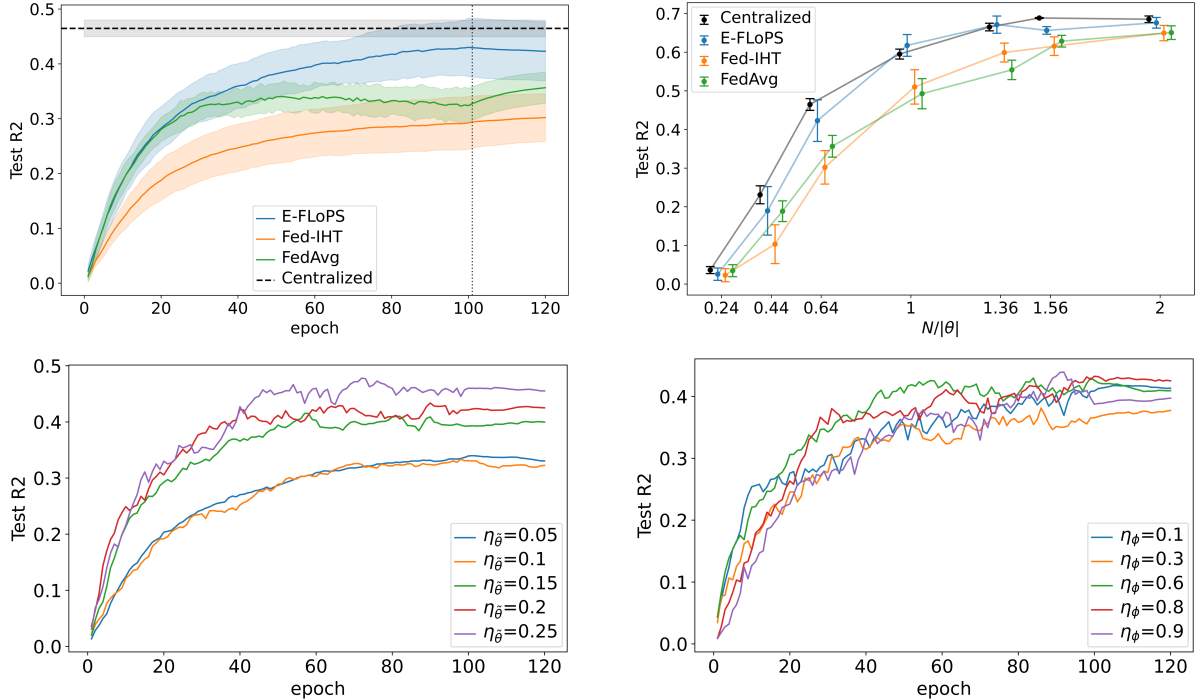 0.5
0.4
0.3
0.2
0.1
0.0
Test R2
E-FLoPS
Fed-IHT
FedAvg
Centralized
0 20 40 60 80 100 120
epoch
0.7
0.6
0.5
0.4
0.3
0.2
0.1
0.0
Test R2
Centralized
E-FLoPS
Fed-IHT
FedAvg
0.24 0.44 0.64 1 1.36 1.56 2
N/|θ|
0.5
0.4
0.3
0.2
0.1
0.0
Test R2
η_θ̃=0.05
η_θ̃=0.1
η_θ̃=0.15
η_θ̃=0.2
η_θ̃=0.25
0 20 40 60 80 100 120
epoch
0.4
0.3
0.2
0.1
0.0
Test R2
η_ϕ=0.1
η_ϕ=0.3
η_ϕ=0.6
η_ϕ=0.8
η_ϕ=0.9
0 20 40 60 80 100 120
epoch